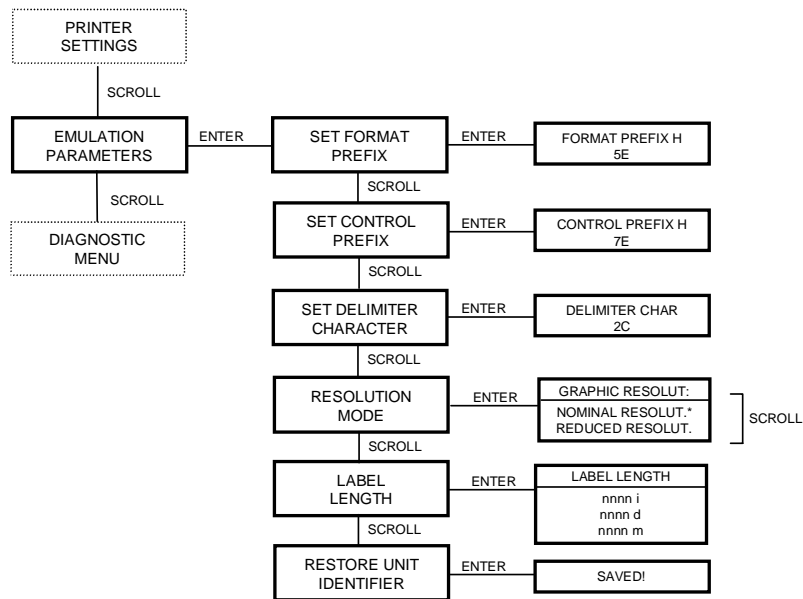 PRINTER
SETTINGS
SCROLL
EMULATION
PARAMETERS
ENTER
SET FORMAT
PREFIX
ENTER
FORMAT PREFIX H
5E
SCROLL
SCROLL
DIAGNOSTIC
MENU
SET CONTROL
PREFIX
ENTER
CONTROL PREFIX H
7E
SCROLL
SET DELIMITER
CHARACTER
ENTER
DELIMITER CHAR
2C
SCROLL
RESOLUTION
MODE
ENTER
GRAPHIC RESOLUT:
NOMINAL RESOLUT.*
REDUCED RESOLUT.
SCROLL
SCROLL
LABEL
LENGTH
ENTER
LABEL LENGTH
nnnn i
nnnn d
nnnn m
SCROLL
RESTORE UNIT
IDENTIFIER
ENTER
SAVED!